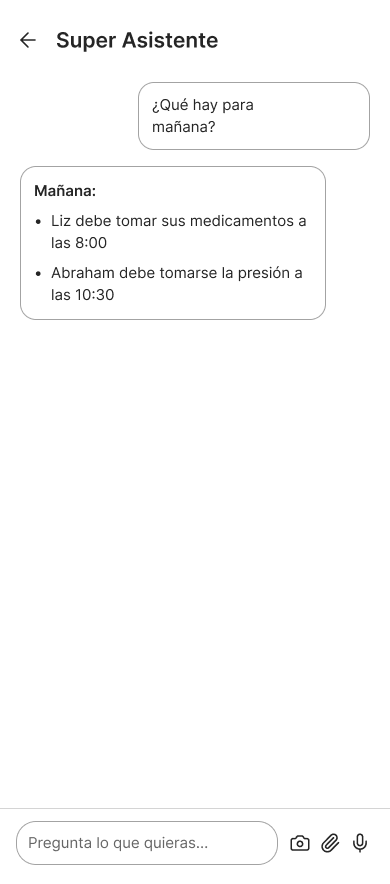 Super Asistente
¿Qué hay para
mañana?
Mañana:
• Liz debe tomar sus medicamentos a
las 8:00
• Abraham debe tomarse la presión a
las 10:30
Pregunta lo que quieras...